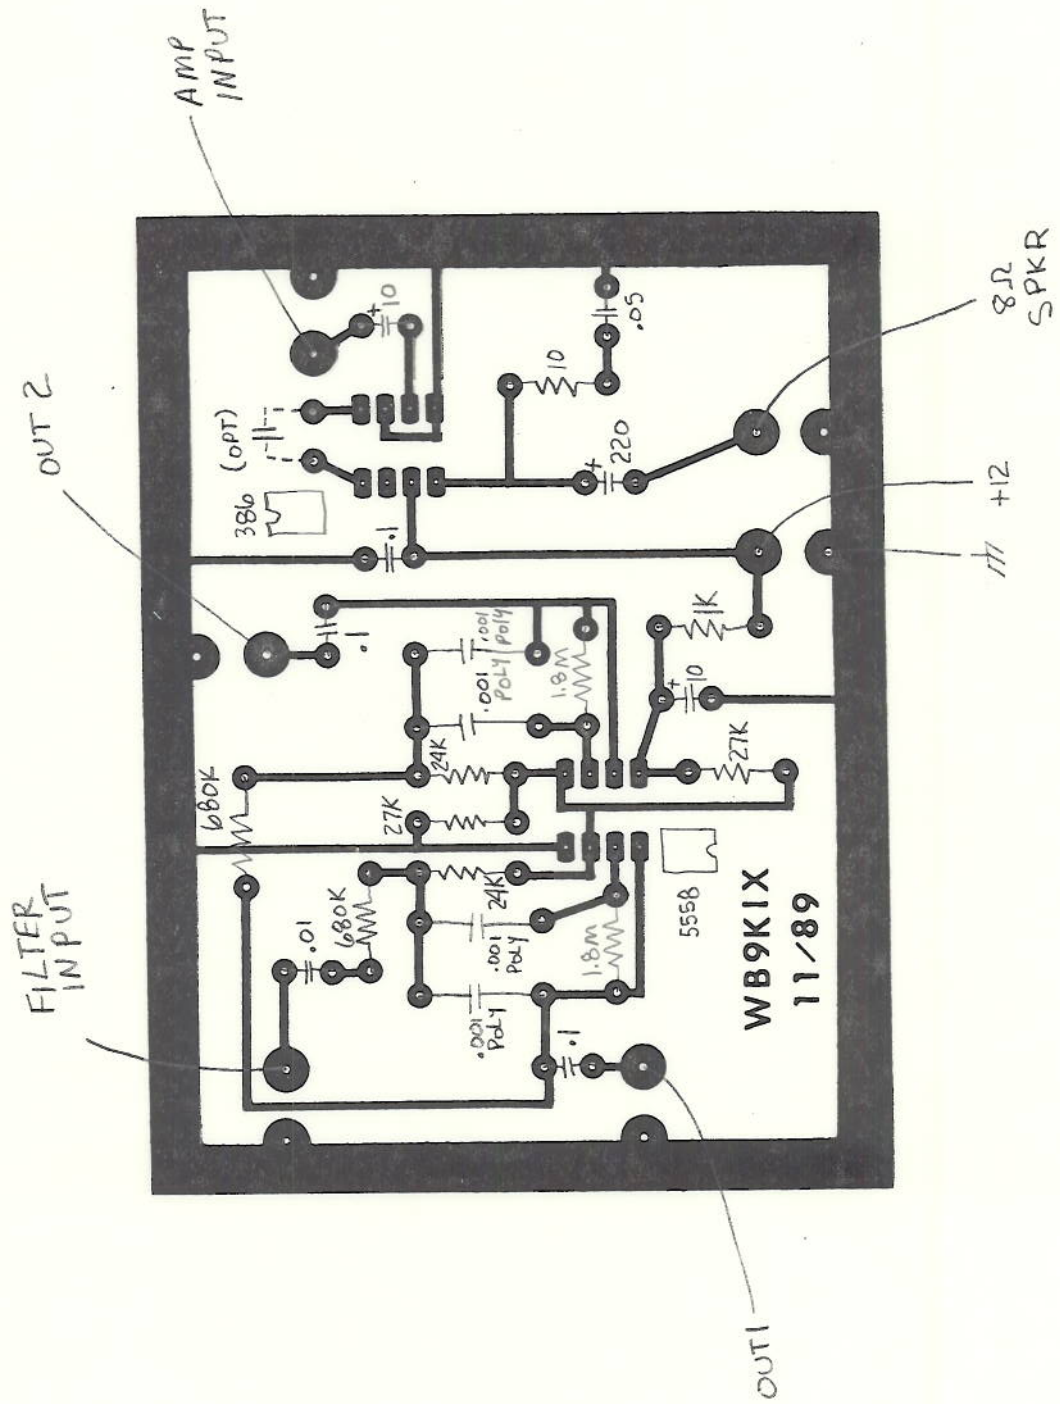 FILTER
INPUT
OUT 2
AMP
INPUT
680K
(OPT)
386
.01
680K
27K
24K
.1
.1
+
10
.001
POLY
.001
POLY
24K
.001
POLY
.001
POLY
1.8M
1.8M
.1
10
.05
+
220
5558
1K
+
10
27K
WB9KIX
11/89
OUT1
+12
8Ω
SPKR